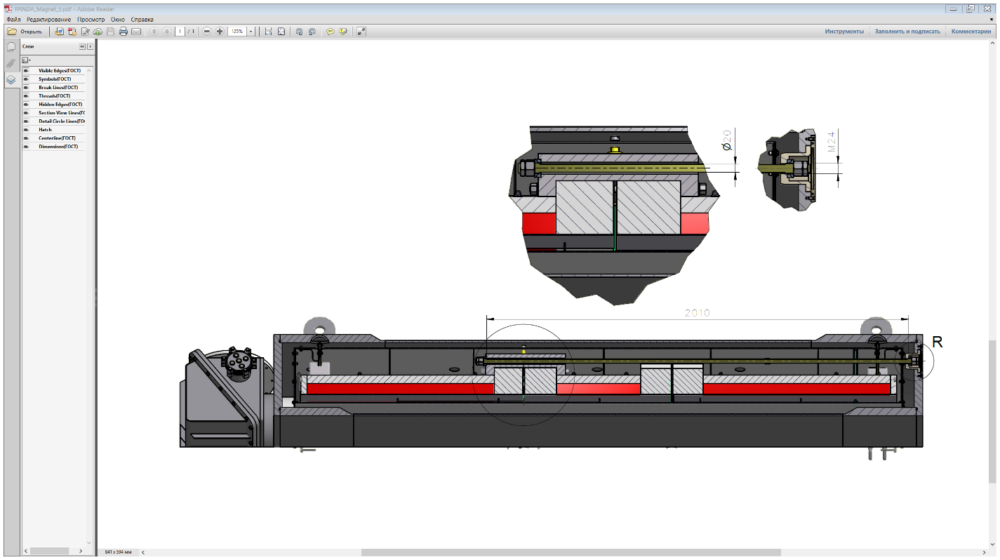 PANDA_Magnet_5.pdf - Adobe Reader
Файл Редактирование Просмотр Окно Справка
Открыть 1 / 1 125% Инструменты Заполнить и подписать Комментарии
Слои
Visible Edges(ГОСТ)
Symbols(ГОСТ)
Break Lines(ГОСТ)
Threads(ГОСТ)
Hidden Edges(ГОСТ)
Section View Lines(ГО
Detail Circle Lines(ГО
Hatch
Centerline(ГОСТ)
Dimensions(ГОСТ)
Ø20
M24
2010
R
841 x 594 мм